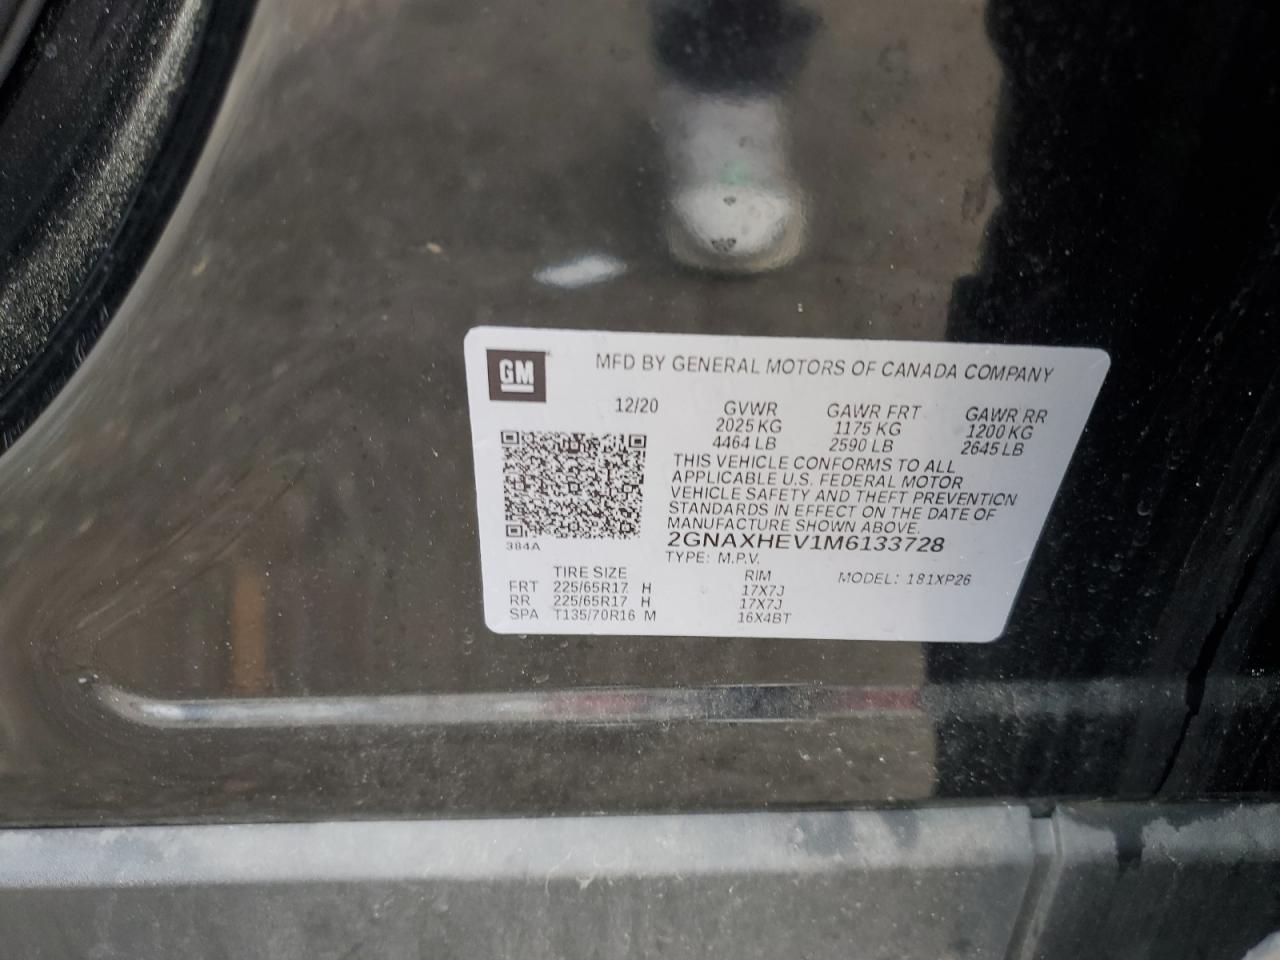 GM
MFD BY GENERAL MOTORS OF CANADA COMPANY
12/20 GVWR GAWR FRT GAWR RR
2025 KG 1175 KG 1200 KG
4464 LB 2590 LB 2645 LB
THIS VEHICLE CONFORMS TO ALL
APPLICABLE U.S. FEDERAL MOTOR
VEHICLE SAFETY AND THEFT PREVENTION
STANDARDS IN EFFECT ON THE DATE OF
MANUFACTURE SHOWN ABOVE.
384A
2GNAXHEV1M6133728
TYPE: M.P.V.
TIRE SIZE RIM MODEL: 181XP26
FRT 225/65R17 H 17X7J
RR 225/65R17 H 17X7J
SPA T135/70R16 M 16X4BT